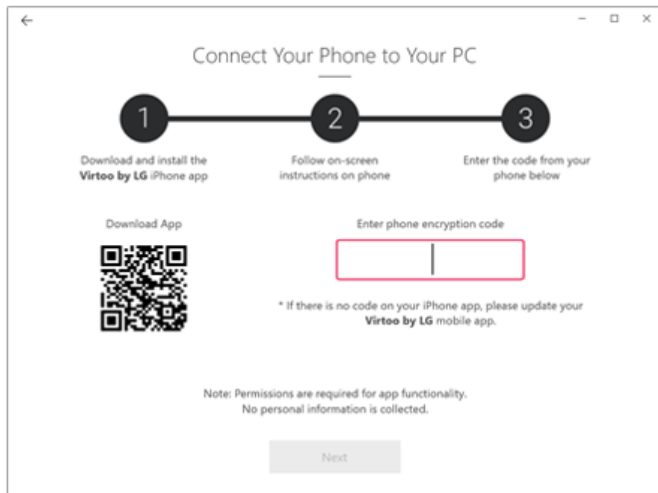 Connect Your Phone to Your PC
1
2
3
Download and install the
Virtoo by LG iPhone app
Follow on-screen
instructions on phone
Enter the code from your
phone below
Download App
Enter phone encryption code
* If there is no code on your iPhone app, please update your
Virtoo by LG mobile app.
Note: Permissions are required for app functionality.
No personal information is collected.
Next